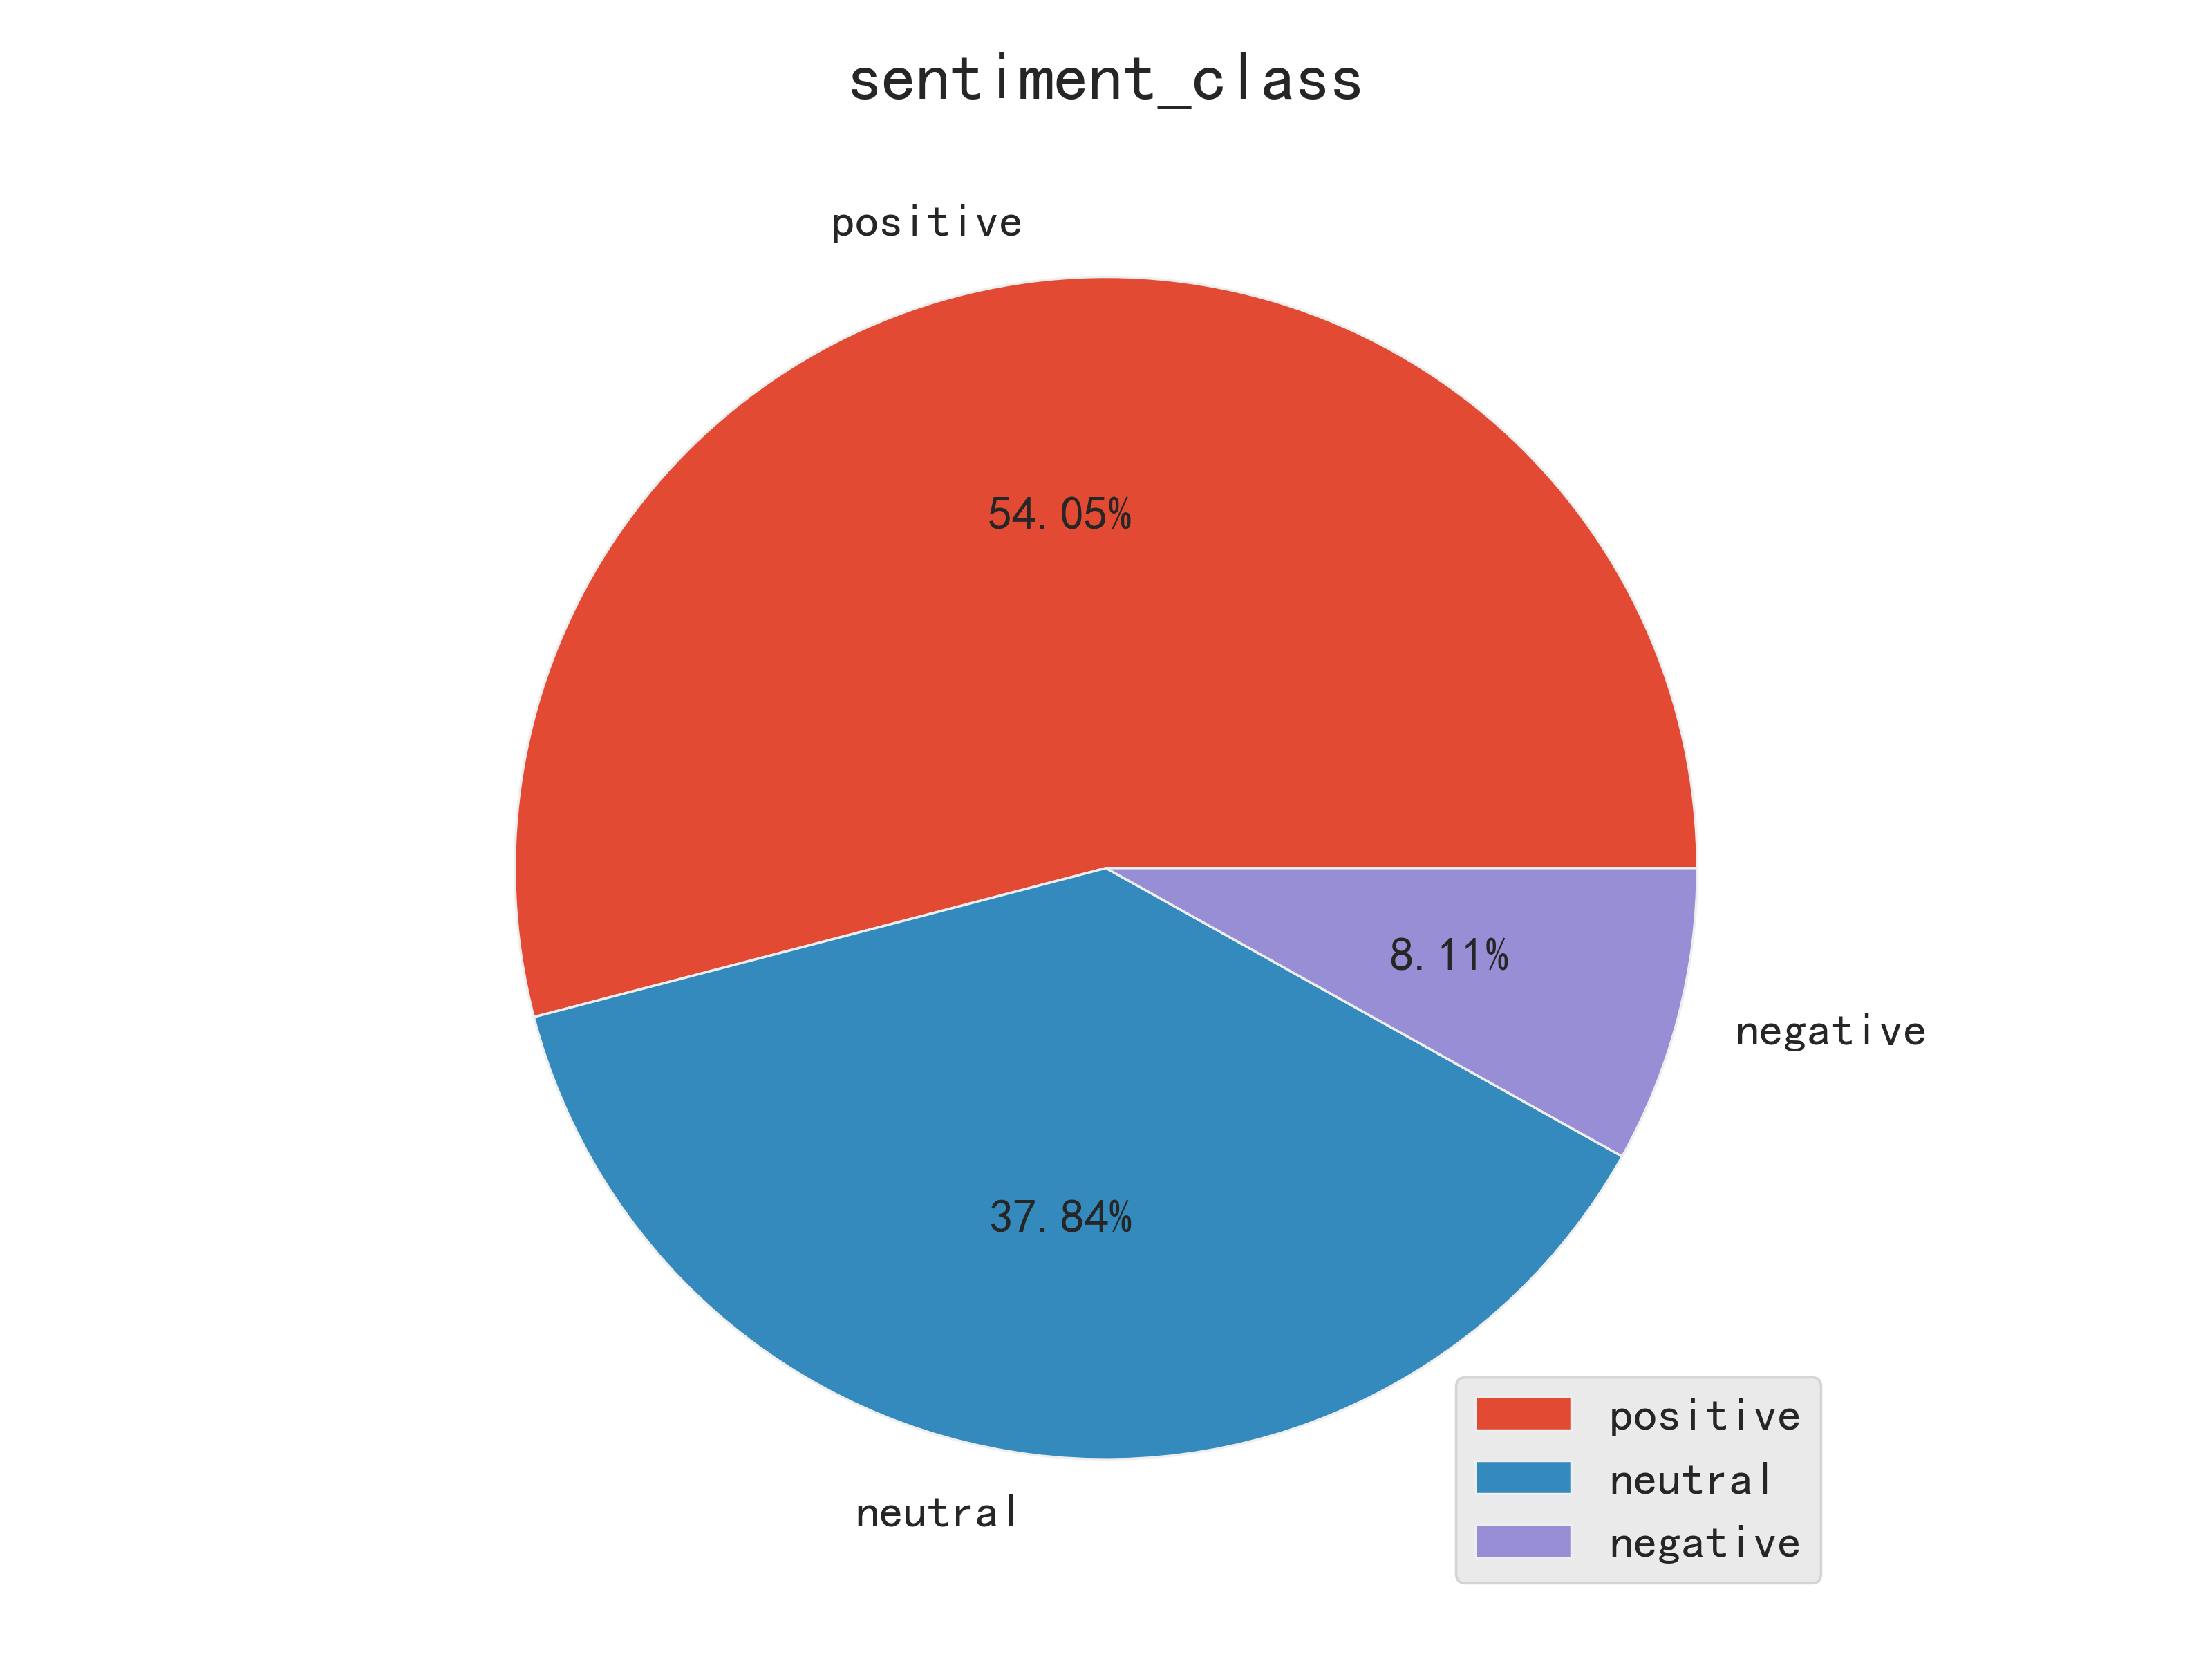 sentiment_class
positive
54.05%
8.11%
negative
37.84%
neutral
positive
neutral
negative